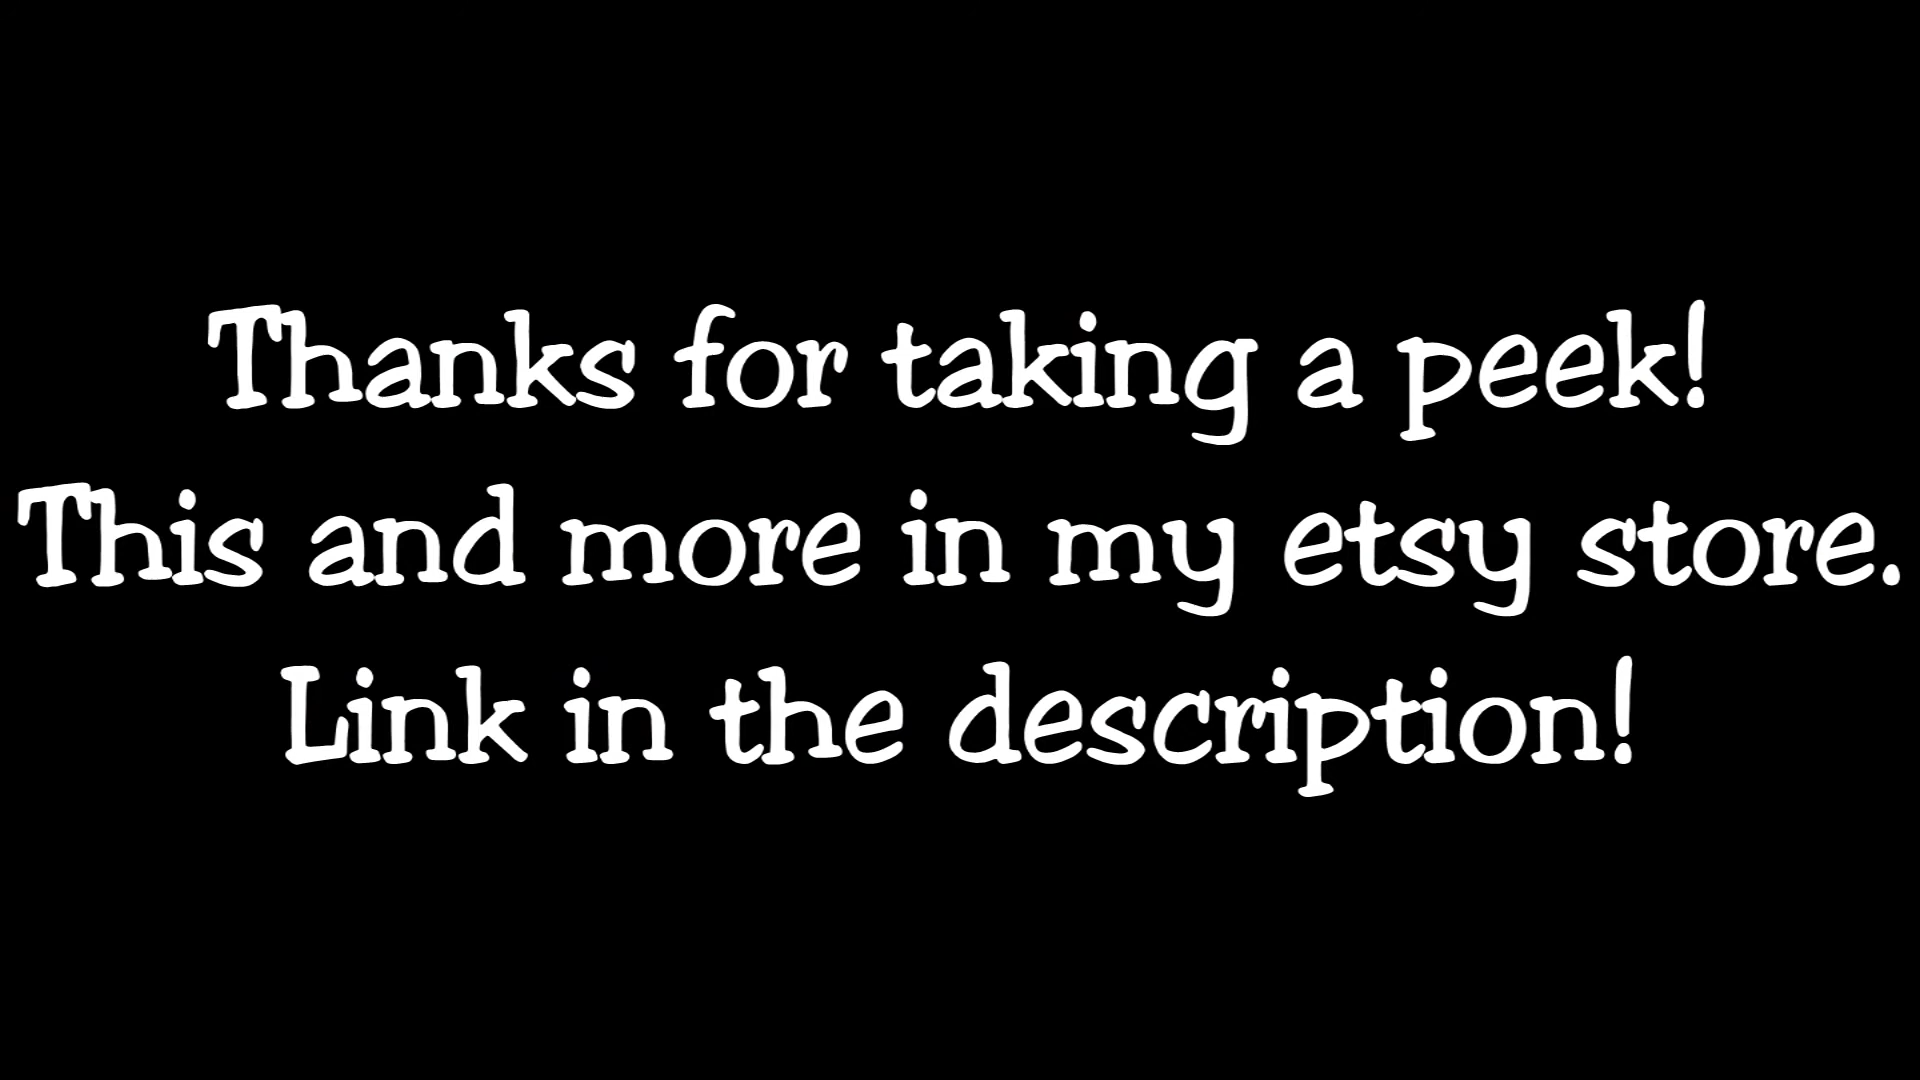 Thanks for taking a peek!
This and more in my etsy store.
Link in the description!